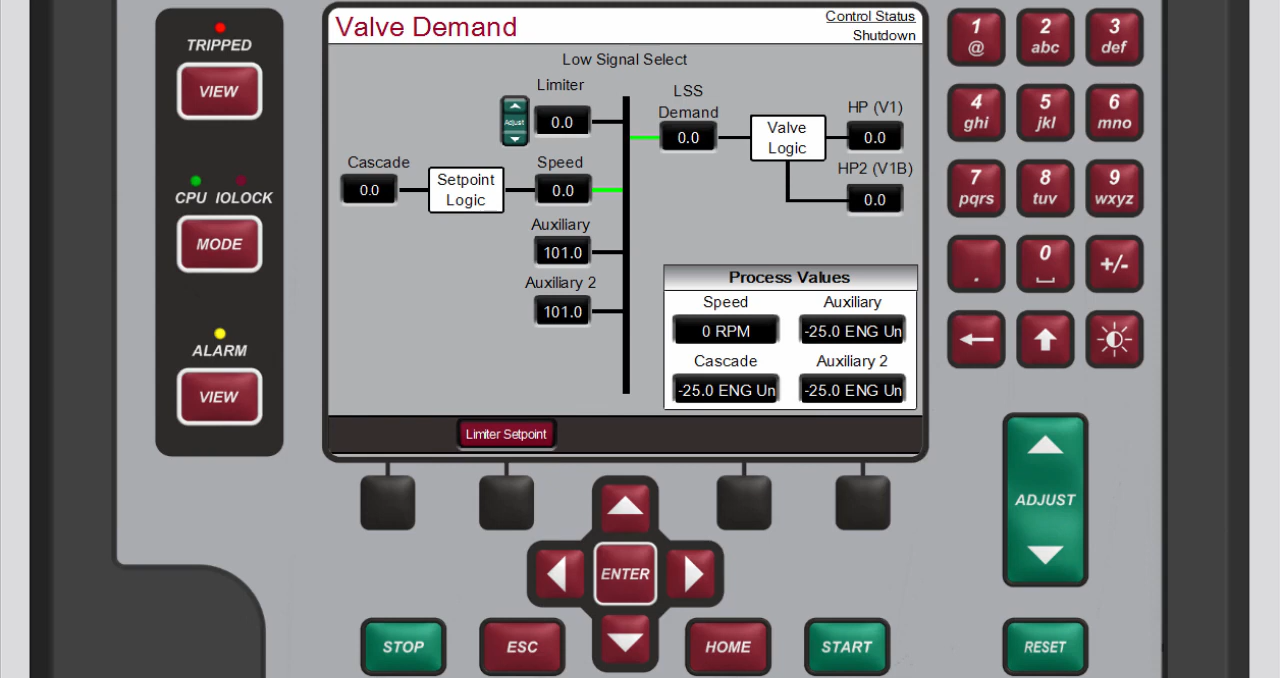 TRIPPED
VIEW
CPU IOLOCK
MODE
ALARM
VIEW
Valve Demand
Control Status
Shutdown
Low Signal Select
Limiter
Adjust
0.0
LSS
Demand
0.0
Valve
Logic
HP (V1)
0.0
HP2 (V1B)
0.0
Cascade
0.0
Setpoint
Logic
Speed
0.0
Auxiliary
101.0
Auxiliary 2
101.0
Process Values
Speed
Auxiliary
0 RPM
-25.0 ENG Un
Cascade
Auxiliary 2
-25.0 ENG Un
-25.0 ENG Un
Limiter Setpoint
1
@
2
abc
3
def
4
ghi
5
jkl
6
mno
7
pqrs
8
tuv
9
wxyz
.
0
+/-
ADJUST
ENTER
STOP
ESC
HOME
START
RESET